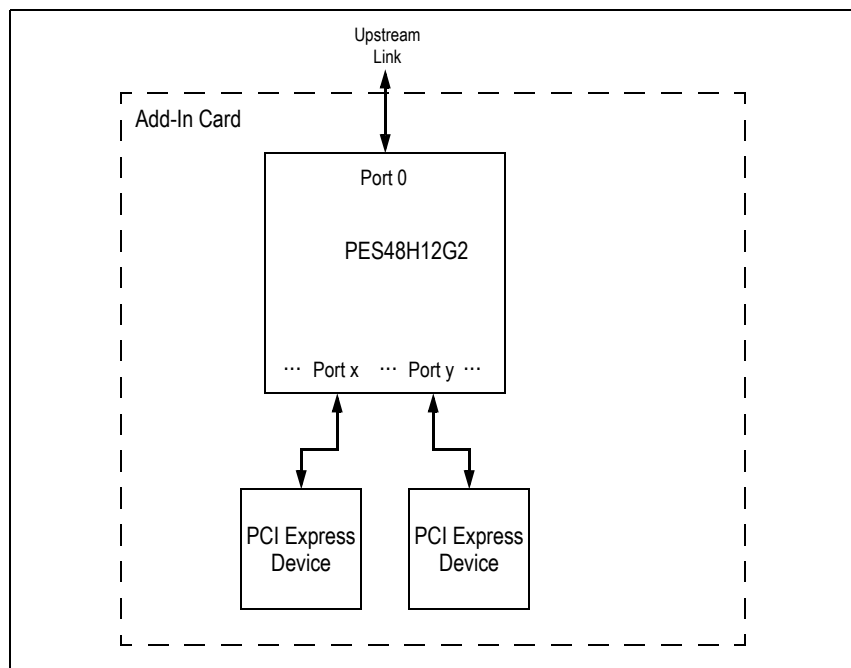 Upstream
Link
Add-In Card
Port 0
PES48H12G2
··· Port x ··· Port y ···
PCI Express
Device
PCI Express
Device